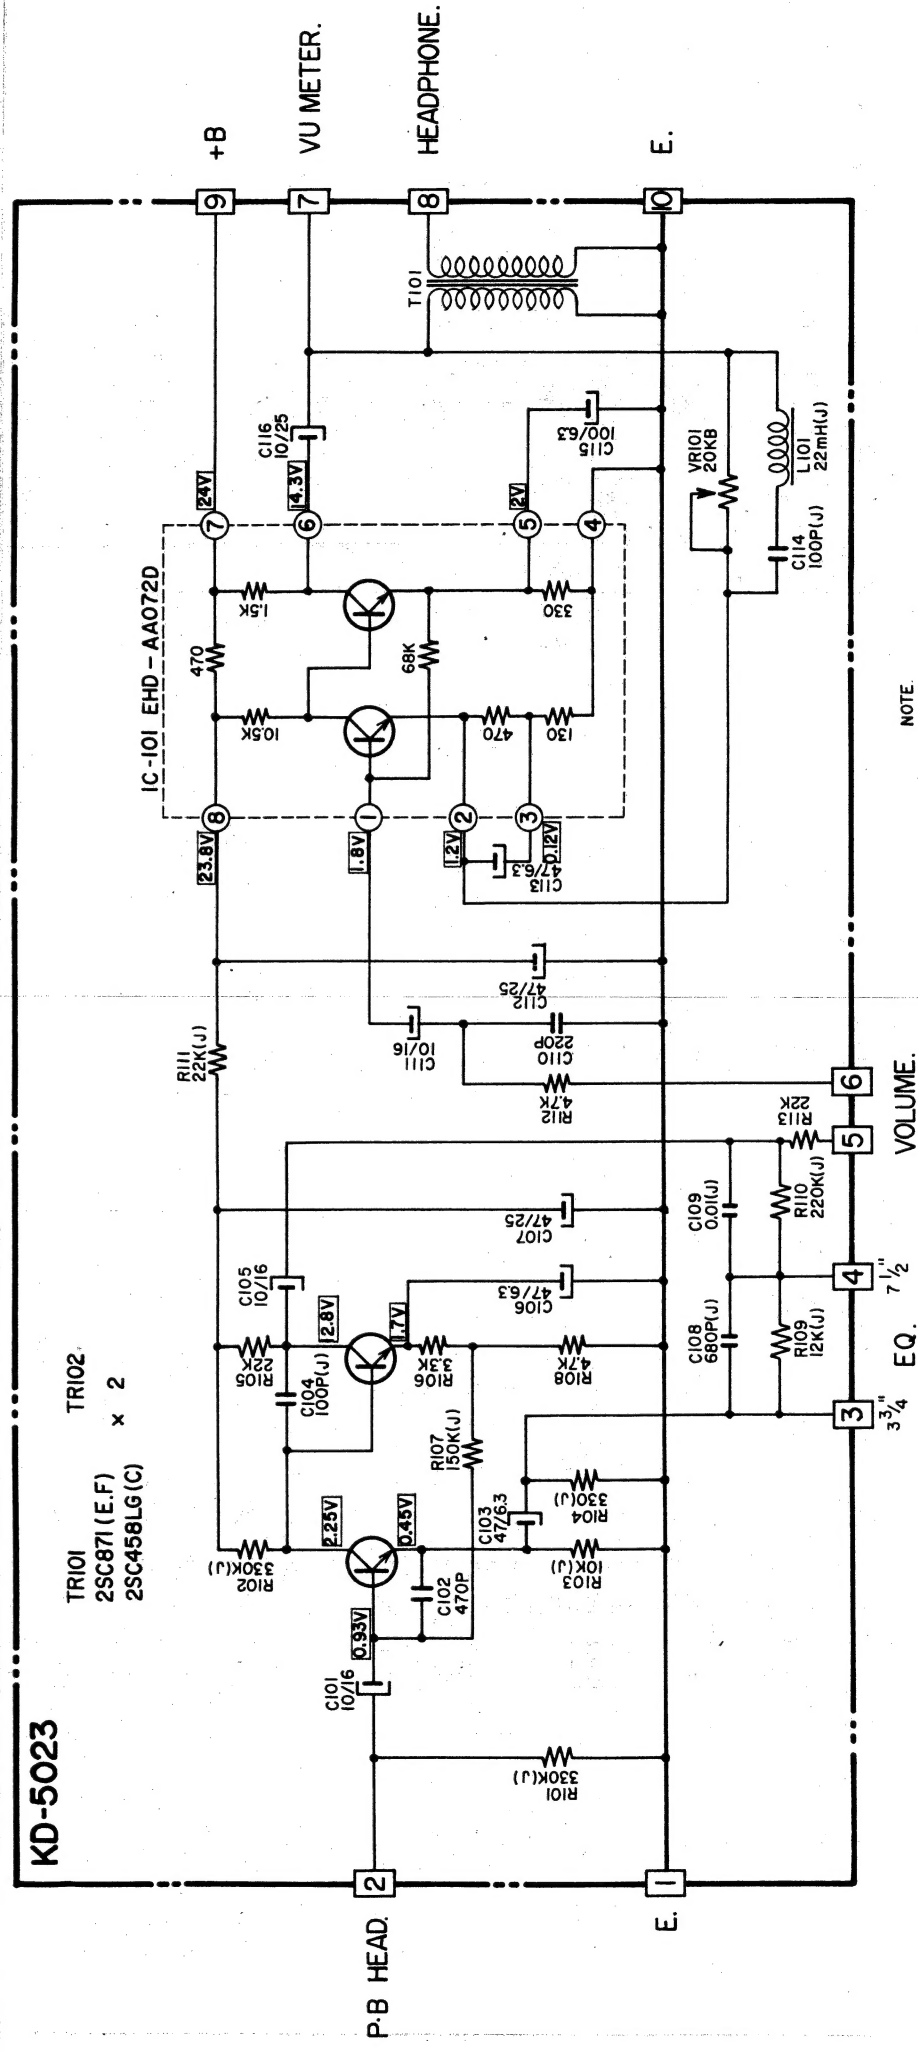 KD-5023
TR101 TR102
2SC871 (E.F)
2SC458LG (C)
× 2
IC-101 EHD-AA072D
P·B HEAD.
2
E.
1
R101
330K(J)
C101
10/16
0.93V
C102
470P
R102
330K(J)
2.25V
0.45V
R103
10K(J)
C103
47/6.3
R104
330(J)
R107
150K(J)
C104
100P(J)
R105
22K
C105
10/16
12.8V
1.7V
R106
3.3K
R108
4.7K
C106
47/6.3
C107
47/25
R111
22K(J)
R112
4.7K
C110
220P
C111
10/16
C112
47/25
C108
680P(J)
R109
12K(J)
C109
0.01(J)
R110
220K(J)
R113
22K
3
3 3/4"
4
7 1/2"
EQ.
5
6
VOLUME.
23.8V
8
1.8V
1
1.2V
2
3
0.12V
C113
47/6.3
10.5K
470
1.5K
68K
470
130
330
24V
7
14.3V
6
2V
5
4
C116
10/25
C115
100/6.3
VR101
20KB
C114
100P(J)
L101
22mH(J)
T101
9
+B
7
VU METER.
8
HEADPHONE.
10
E.
NOTE